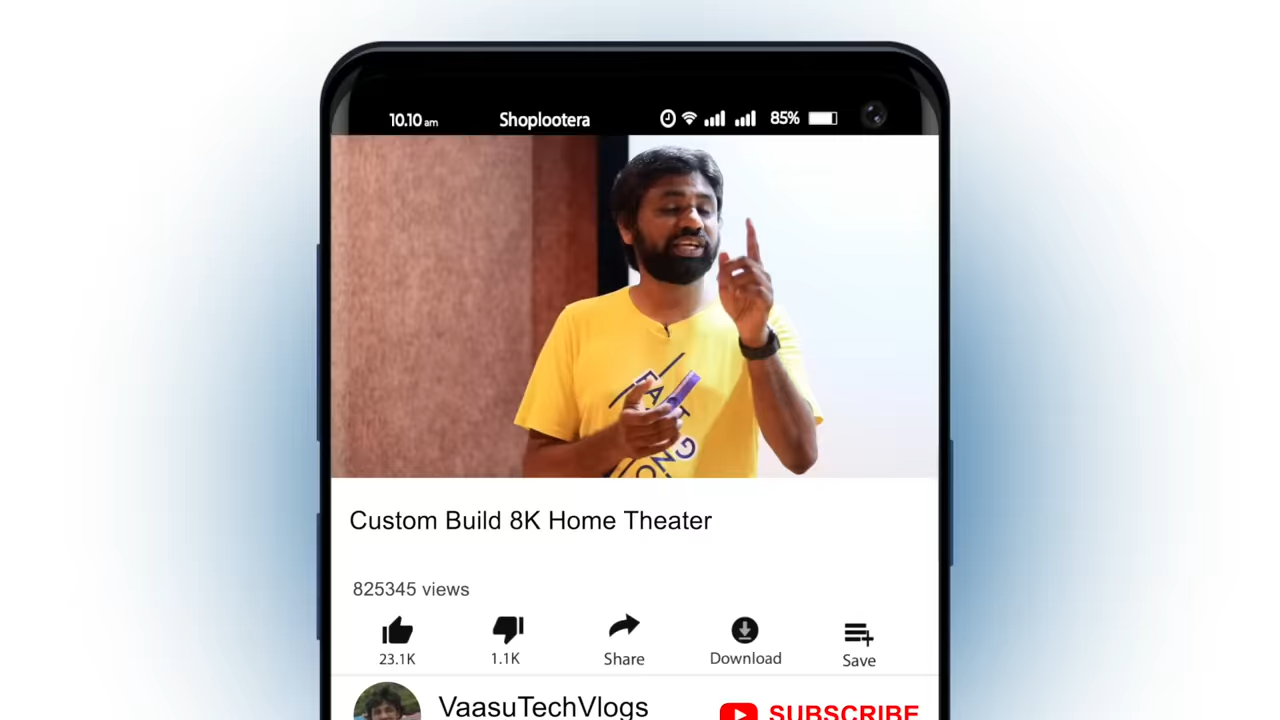 10.10 am Shoplootera 85%
Custom Build 8K Home Theater
825345 views
23.1K 1.1K Share Download Save
VaasuTechVlogs SUBSCRIBE